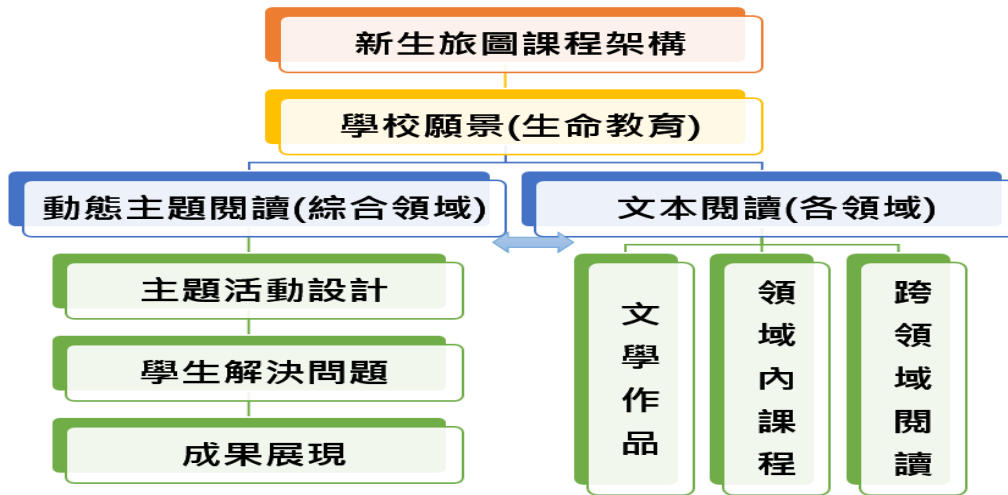 新生旅圖課程架構
學校願景(生命教育)
動態主題閱讀(綜合領域)
文本閱讀(各領域)
主題活動設計
學生解決問題
成果展現
文學作品
領域內課程
跨領域閱讀